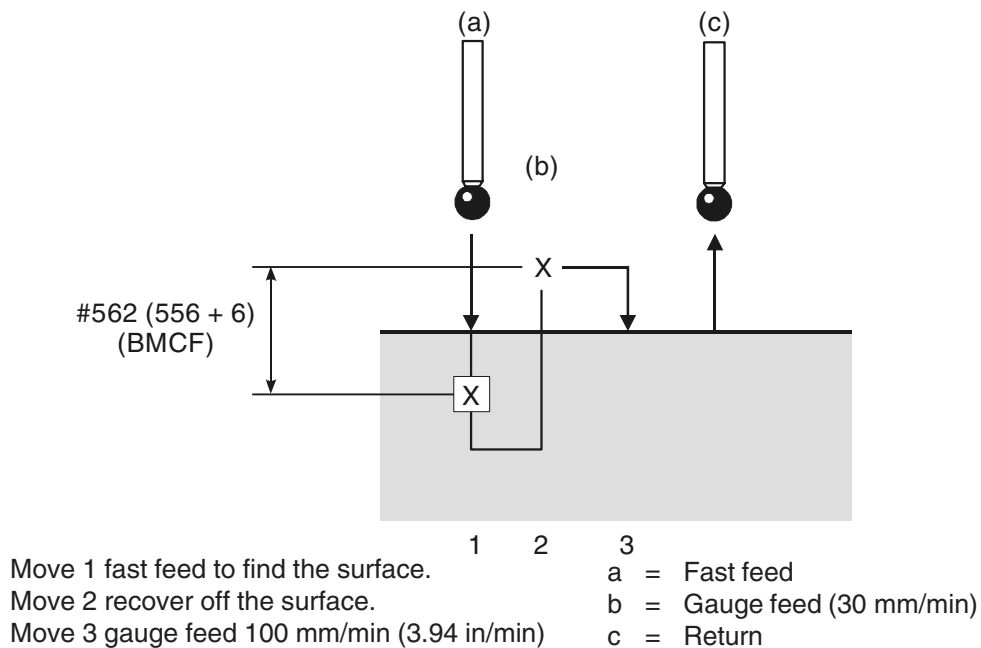 (a)
(c)
(b)
X
#562 (556 + 6)
(BMCF)
X
1 2 3
Move 1 fast feed to find the surface.
Move 2 recover off the surface.
Move 3 gauge feed 100 mm/min (3.94 in/min)
a = Fast feed
b = Gauge feed (30 mm/min)
c = Return